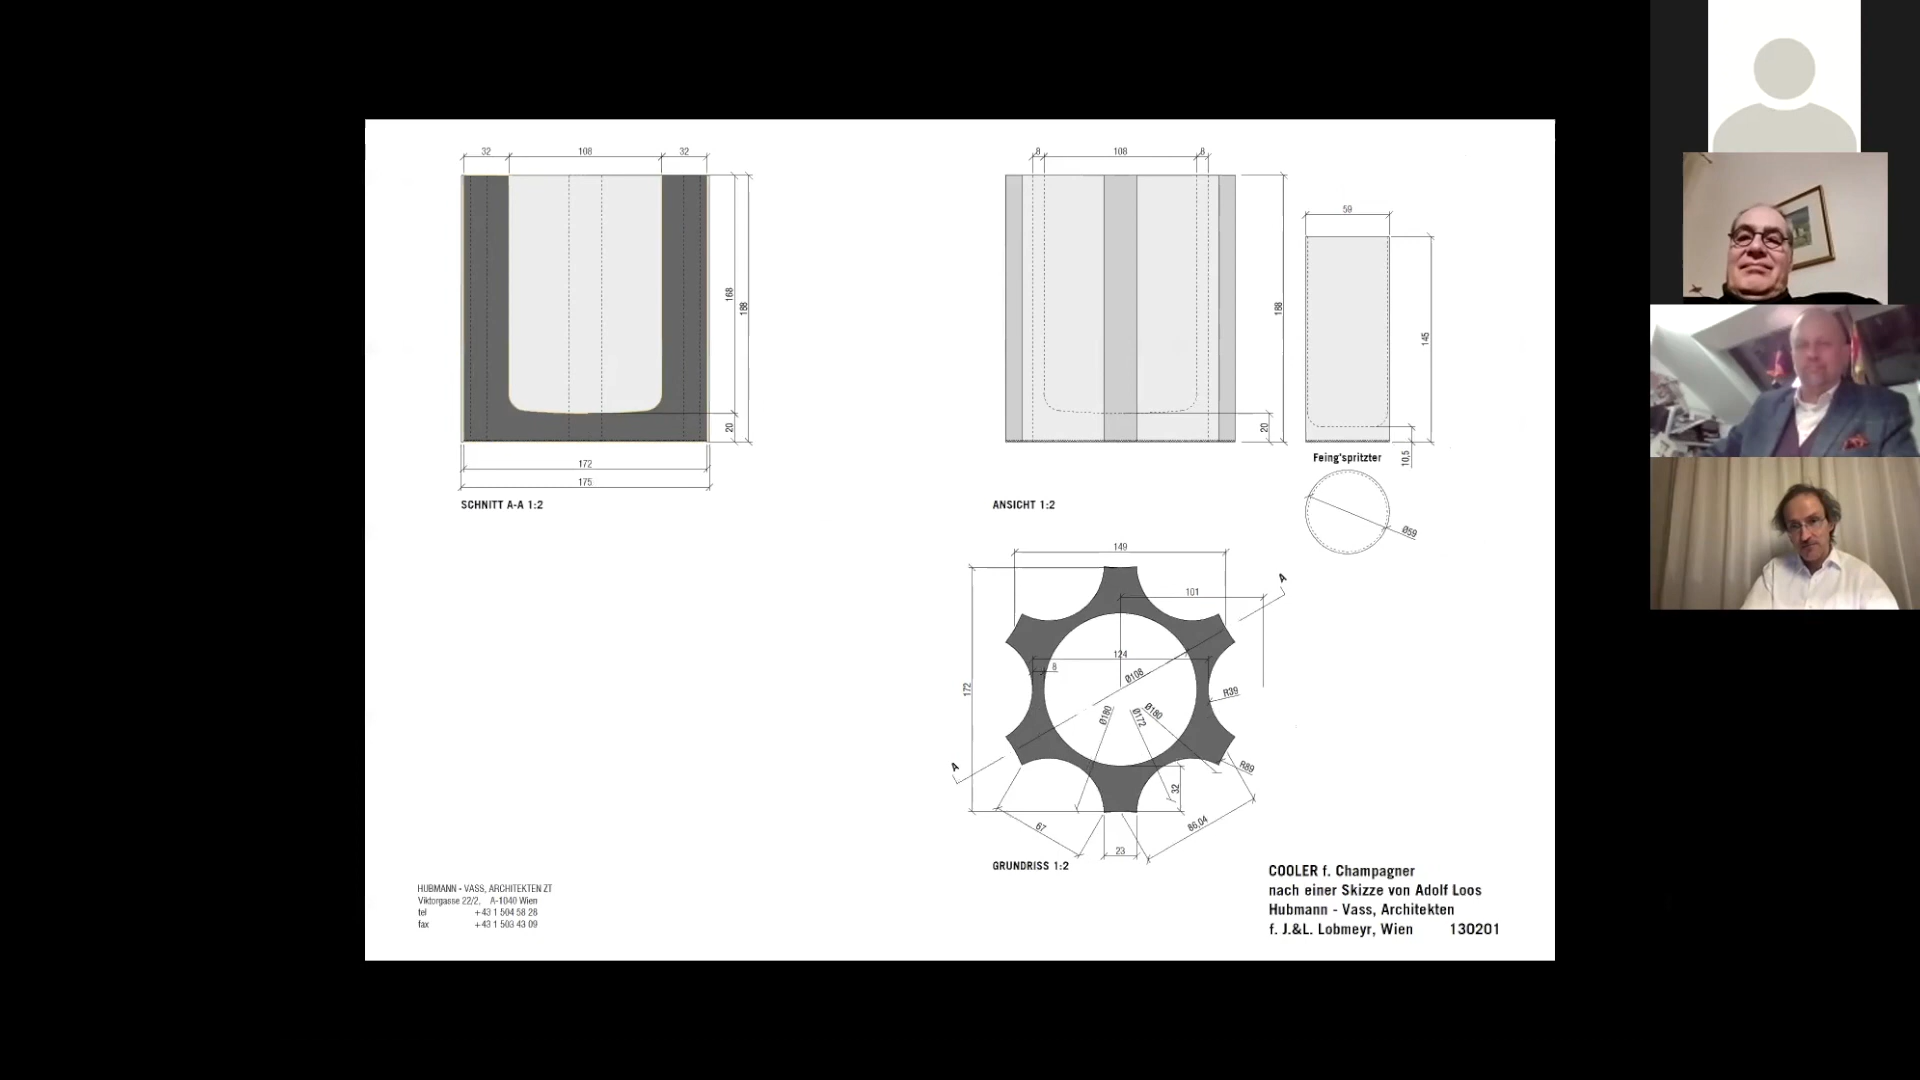 32 108 32
168
188
20
172
175
SCHNITT A-A 1:2
8 108 8
188
20
ANSICHT 1:2
59
145
10,5
Feing'spritzter
Ø59
149
101
A
124
8
Ø108
172
R39
Ø180
Ø172
Ø180
A
R89
32
67
86,04
23
GRUNDRISS 1:2
HUBMANN - VASS, ARCHITEKTEN ZT
Viktorgasse 22/2, A-1040 Wien
tel +43 1 504 58 28
fax +43 1 503 43 09
COOLER f. Champagner
nach einer Skizze von Adolf Loos
Hubmann - Vass, Architekten
f. J.&L. Lobmeyr, Wien 130201